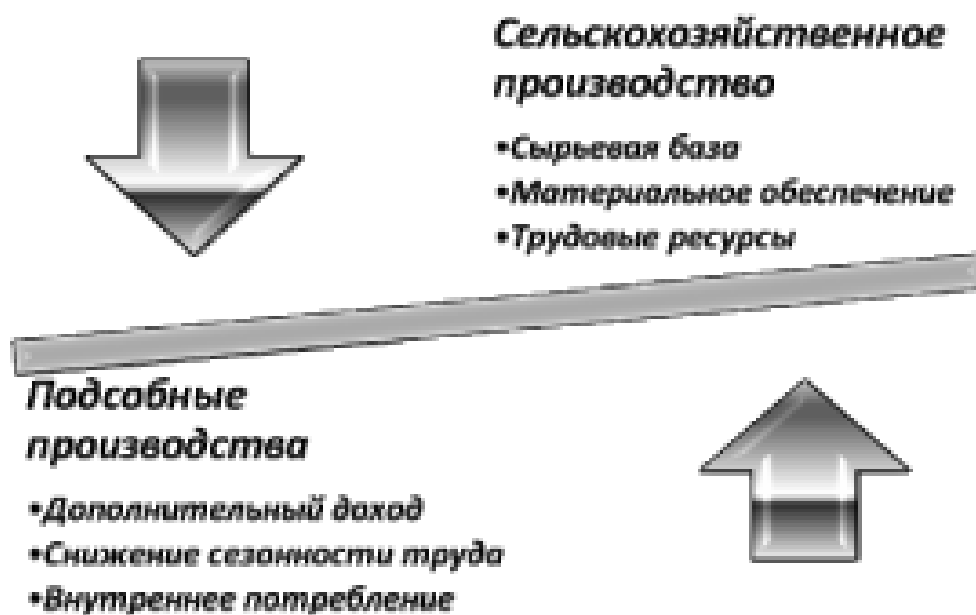 Сельскохозяйственное
производство
•Сырьевая база
•Материальное обеспечение
•Трудовые ресурсы
Подсобные
производства
•Дополнительный доход
•Снижение сезонности труда
•Внутреннее потребление